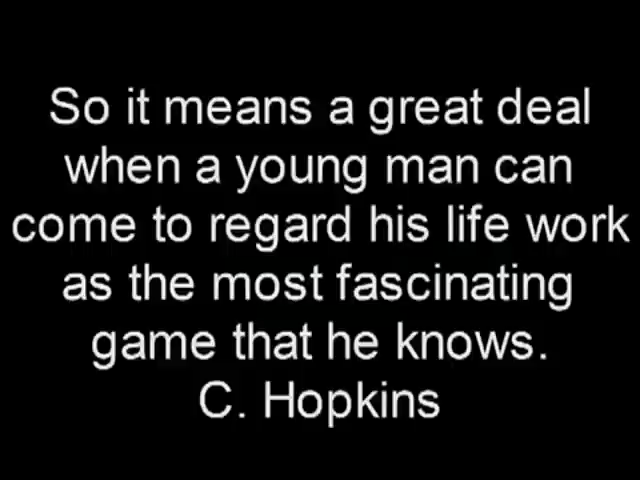 So it means a great deal
when a young man can
come to regard his life work
as the most fascinating
game that he knows.
C. Hopkins